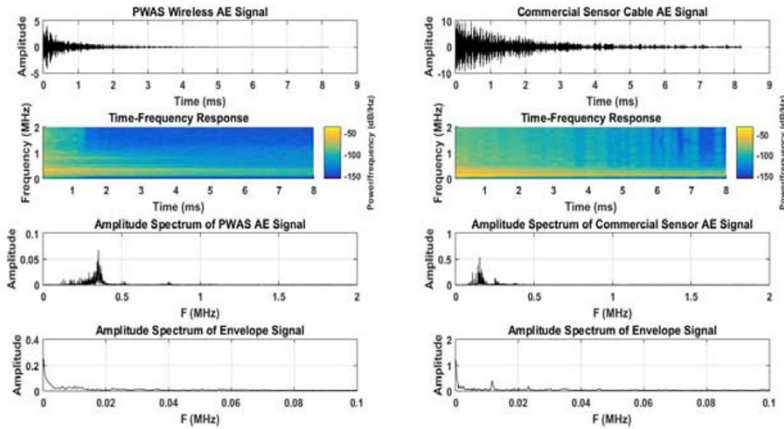 PWAS Wireless AE Signal
Amplitude
5
0
-5
0 1 2 3 4 5 6 7 8 9
Time (ms)
Time-Frequency Response
Frequency (MHz)
2
1
0
1 2 3 4 5 6 7 8
Time (ms)
-50
-100
-150
Power/frequency (dB/Hz)
Amplitude Spectrum of PWAS AE Signal
Amplitude
0.1
0.05
0
0 0.5 1 1.5 2
F (MHz)
Amplitude Spectrum of Envelope Signal
Amplitude
0.4
0.2
0
0 0.02 0.04 0.06 0.08 0.1
F (MHz)
Commercial Sensor Cable AE Signal
Amplitude
10
0
-10
0 1 2 3 4 5 6 7 8 9
Time (ms)
Time-Frequency Response
Frequency (MHz)
2
1
0
1 2 3 4 5 6 7 8
Time (ms)
-50
-100
-150
Power/frequency (dB/Hz)
Amplitude Spectrum of Commercial Sensor AE Signal
Amplitude
1
0.5
0
0 0.5 1 1.5 2
F (MHz)
Amplitude Spectrum of Envelope Signal
Amplitude
2
1
0
0 0.02 0.04 0.06 0.08 0.1
F (MHz)